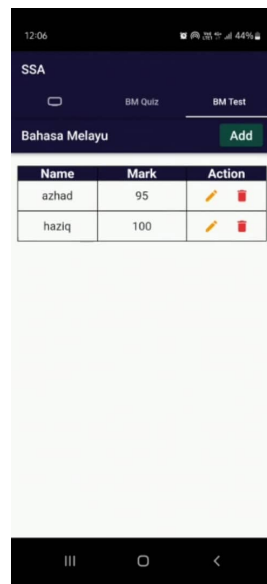 12:06 44%
SSA
BM Quiz BM Test
Bahasa Melayu Add
Name Mark Action
azhad 95
haziq 100